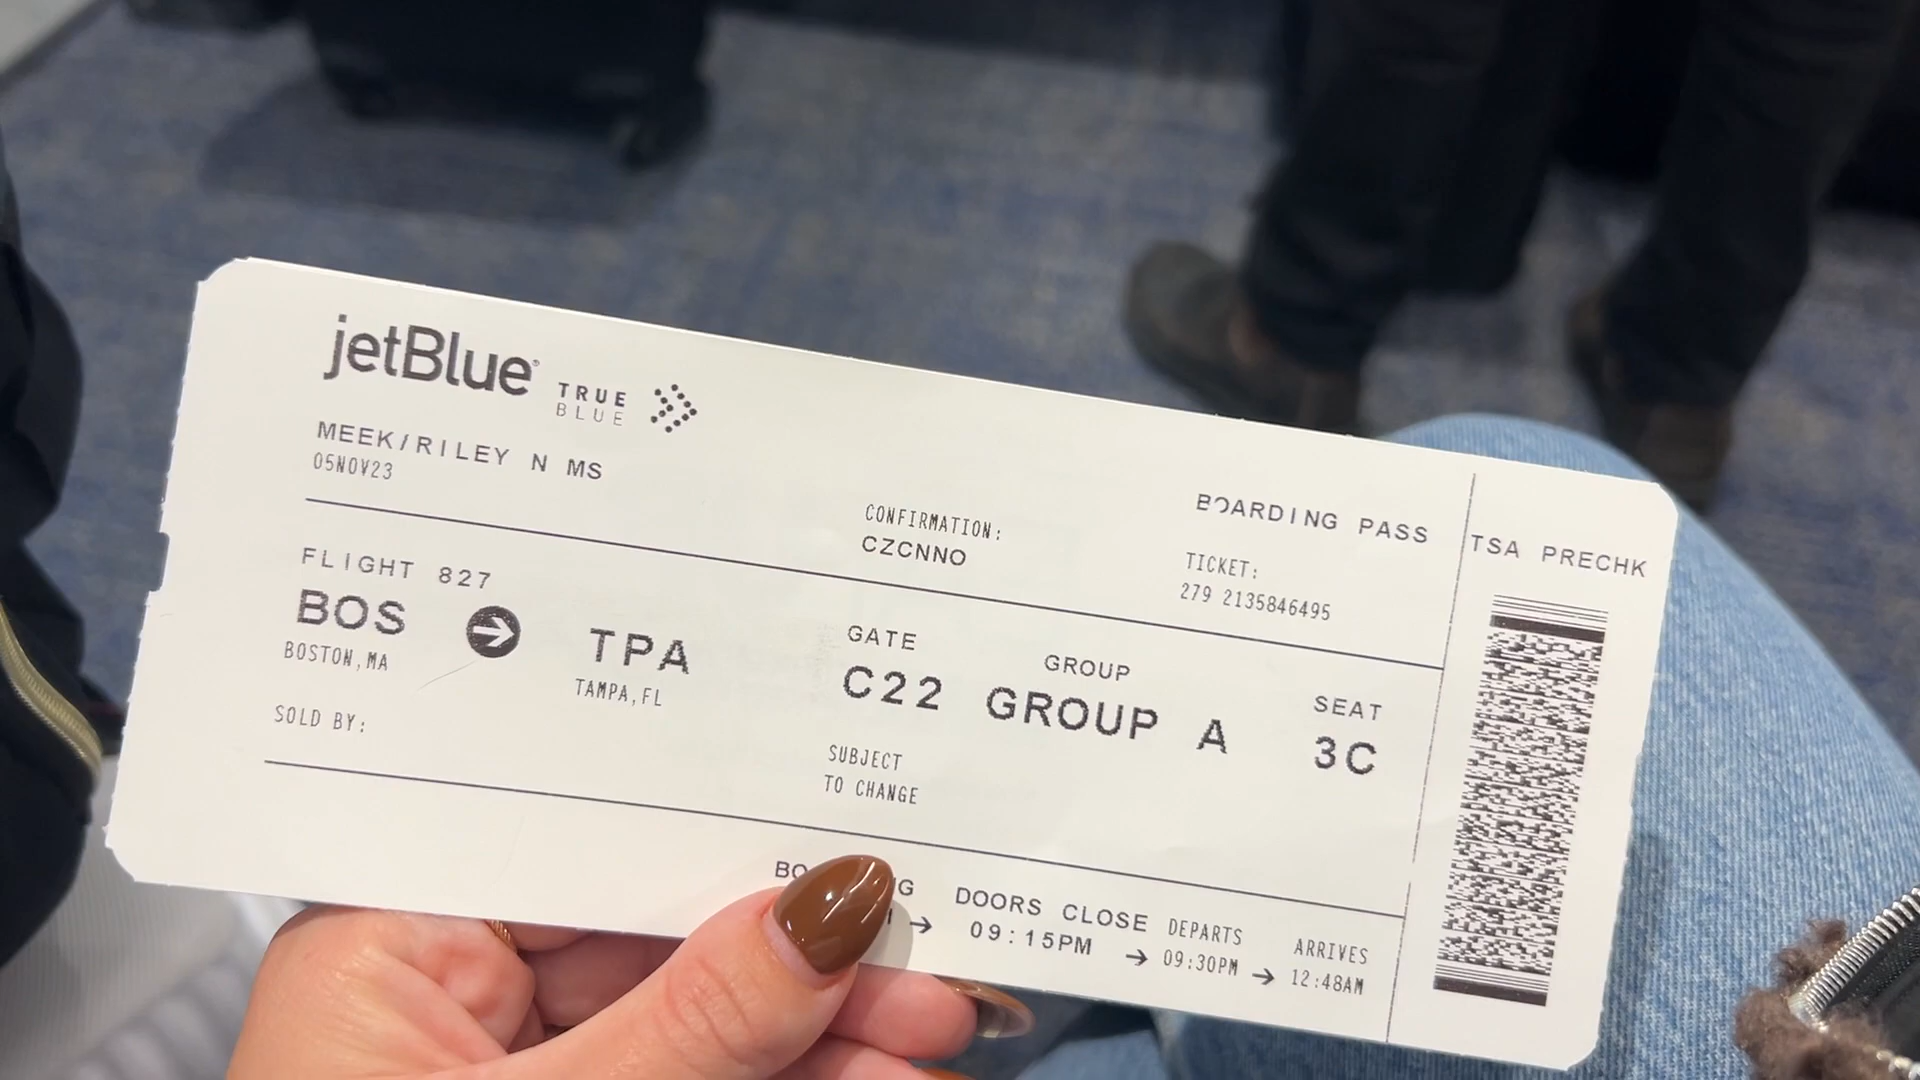 jetBlue
TRUE
BLUE
MEEK/RILEY N MS
05NOV23
BOARDING PASS
TSA PRECHK
CONFIRMATION:
CZCNNO
TICKET:
279 2135846495
FLIGHT 827
BOS
TPA
BOSTON,MA
TAMPA,FL
GATE
C22
GROUP
GROUP A
SEAT
3C
SOLD BY:
SUBJECT
TO CHANGE
DOORS CLOSE
09:15PM
DEPARTS
09:30PM
ARRIVES
12:48AM